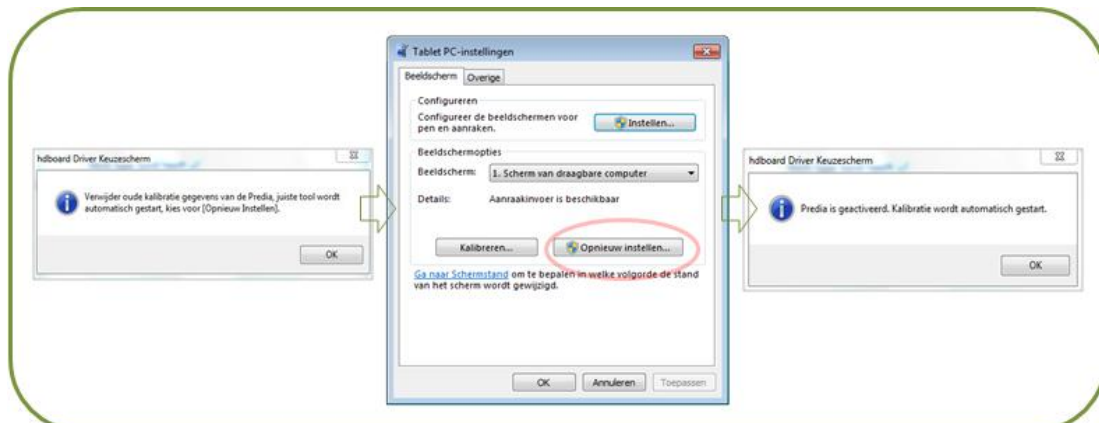 hdboard Driver Keuzescherm
Verwijder oude kalibratie gegevens van de Predia, juiste tool wordt
automatisch gestart, kies voor [Opnieuw Instellen].
OK
Tablet PC-instellingen
Beeldscherm
Overige
Configureren
Configureer de beeldschermen voor
pen en aanraken.
Instellen...
Beeldschermopties
Beeldscherm:
1. Scherm van draagbare computer
Details:
Aanraakinvoer is beschikbaar
Kalibreren...
Opnieuw instellen...
Ga naar Schermstand om te bepalen in welke volgorde de stand
van het scherm wordt gewijzigd.
OK
Annuleren
Toepassen
hdboard Driver Keuzescherm
Predia is geactiveerd. Kalibratie wordt automatisch gestart.
OK